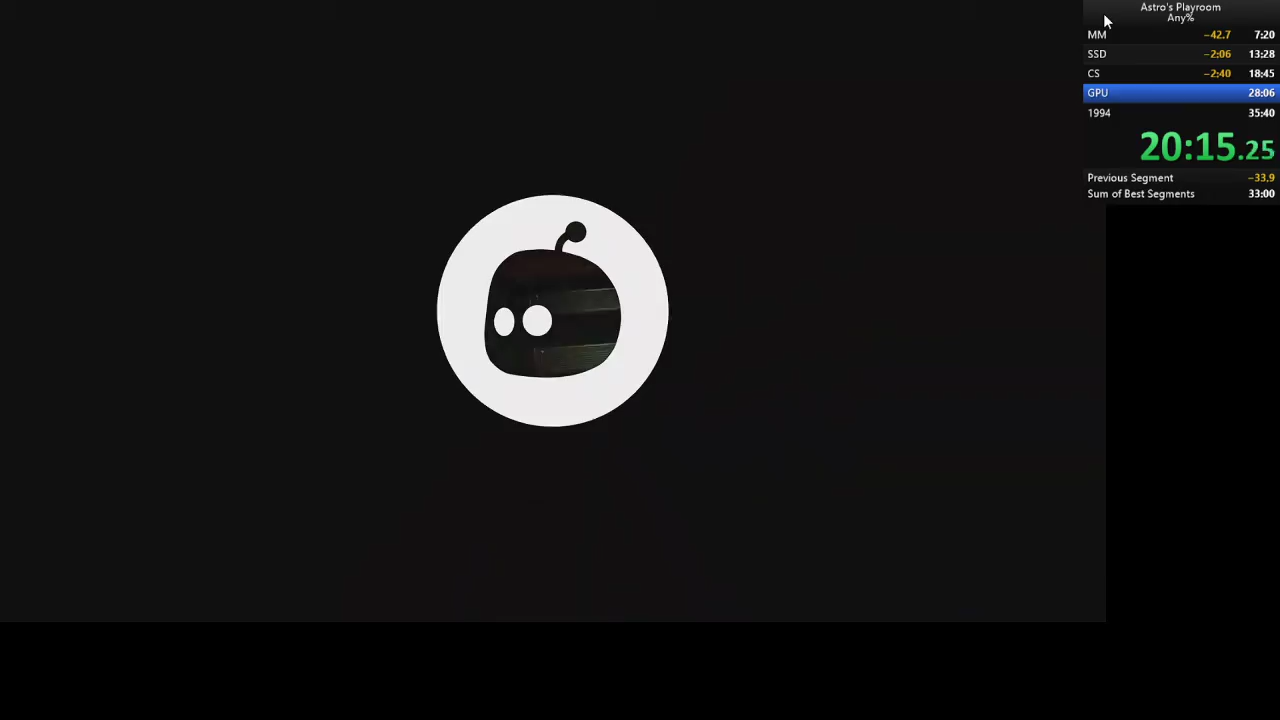 Astro's Playroom
Any%
MM -42.7 7:20
SSD -2:06 13:28
CS -2:40 18:45
GPU 28:06
1994 35:40
20:15.25
Previous Segment -33.9
Sum of Best Segments 33:00